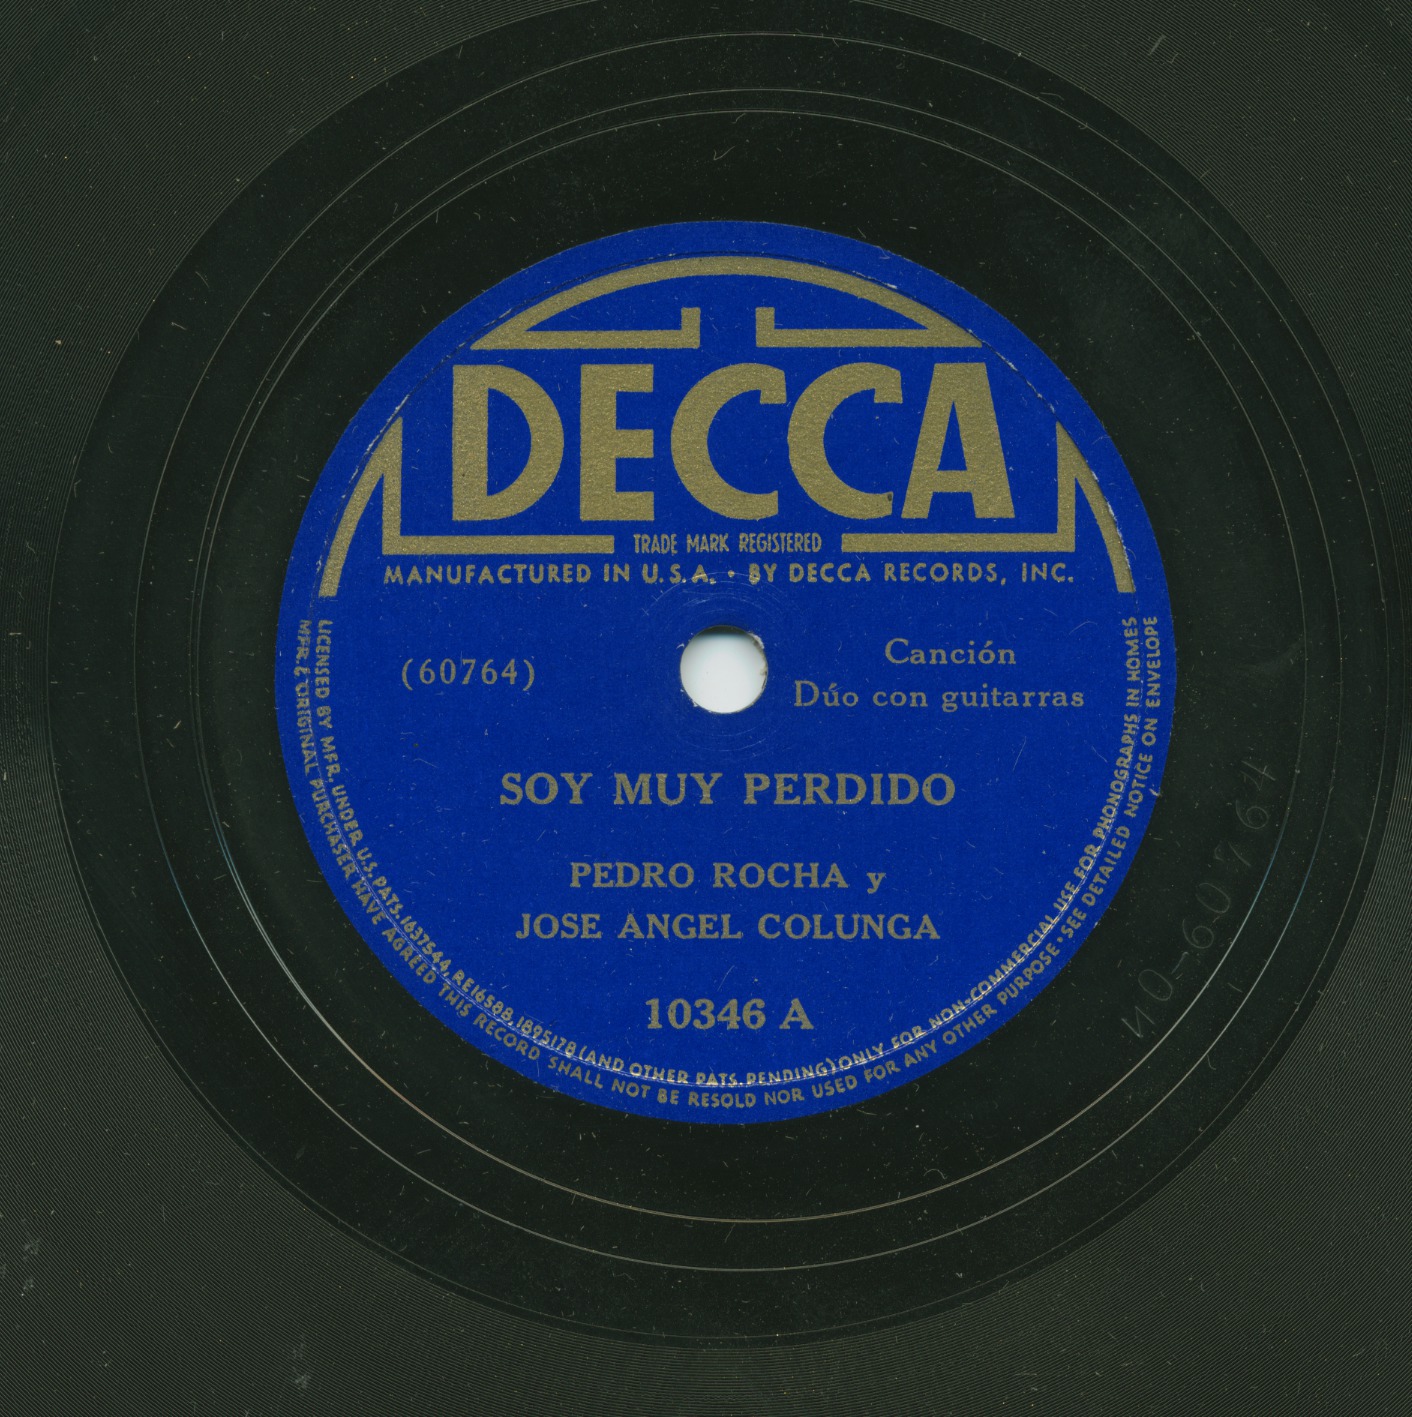 DECCA
TRADE MARK REGISTERED
MANUFACTURED IN U.S.A. • BY DECCA RECORDS, INC.
(60764)
Canción
Dúo con guitarras
SOY MUY PERDIDO
PEDRO ROCHA y
JOSE ANGEL COLUNGA
10346 A
LICENSED BY MFR. UNDER U.S. PATS. 1637544, RE16588, 1895178 (AND OTHER PATS. PENDING) ONLY FOR NON-COMMERCIAL USE FOR PHONOGRAPHS IN HOMES
MFR. & ORIGINAL PURCHASER HAVE AGREED THIS RECORD SHALL NOT BE RESOLD NOR USED FOR ANY OTHER PURPOSE • SEE DETAILED NOTICE ON ENVELOPE
NO-60764